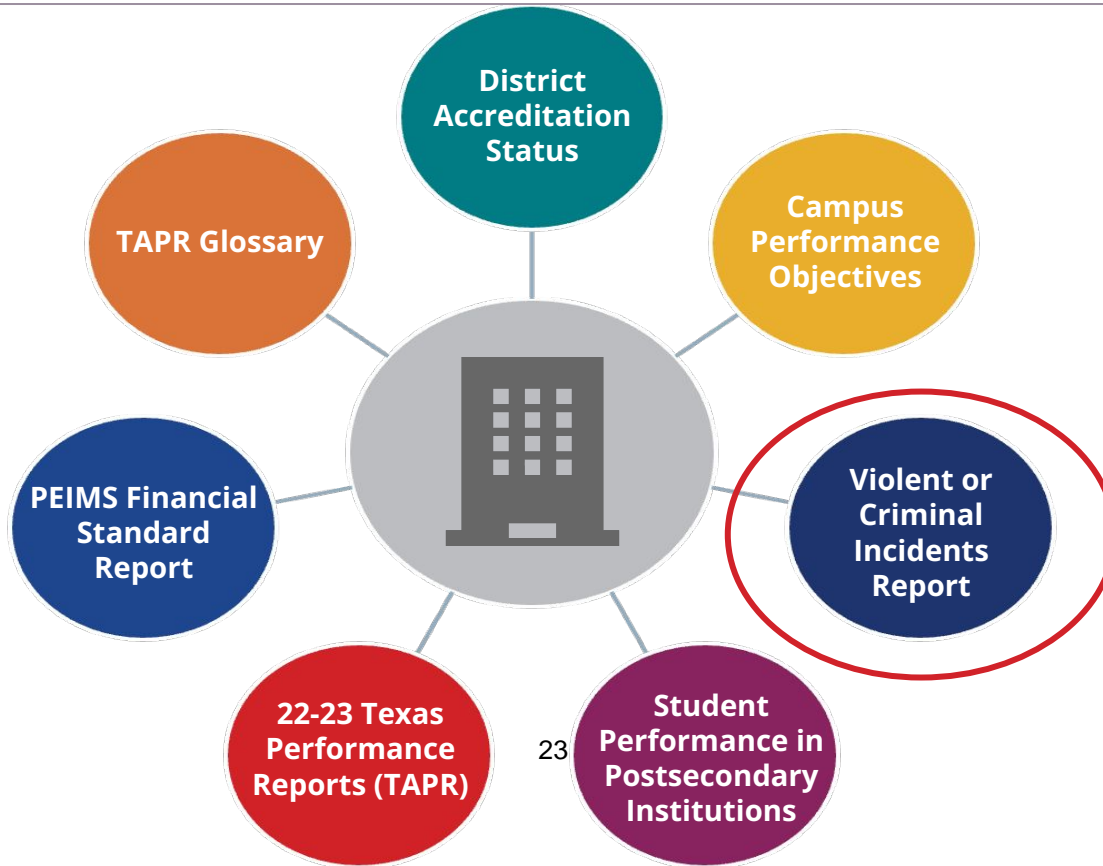 District
Accreditation
Status
Campus
Performance
Objectives
Violent or
Criminal
Incidents
Report
Student
Performance in
Postsecondary
Institutions
23
22-23 Texas
Performance
Reports (TAPR)
PEIMS Financial
Standard
Report
TAPR Glossary